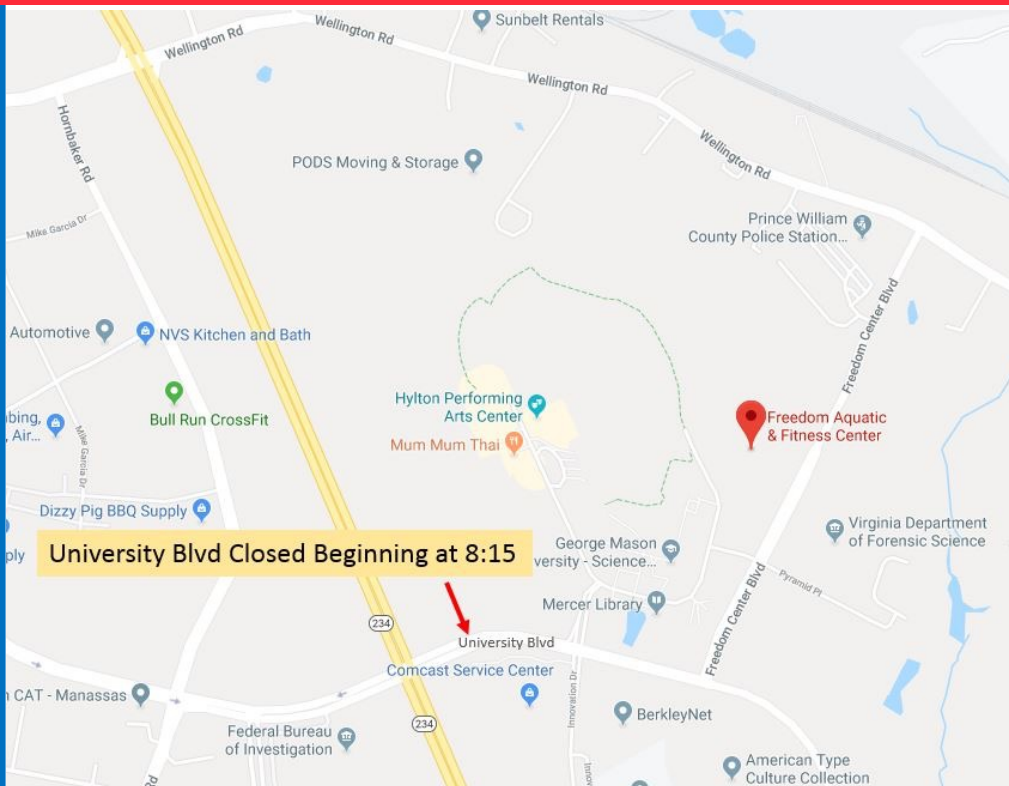 Sunbelt Rentals
Wellington Rd
Wellington Rd
Wellington Rd
Wellington Rd
Hornbaker Rd
PODS Moving & Storage
Prince William
County Police Station...
Mike Garcia Dr
Freedom Center Blvd
Automotive
NVS Kitchen and Bath
Bull Run CrossFit
Hylton Performing
Arts Center
Mum Mum Thai
Freedom Aquatic
& Fitness Center
bing,
, Air...
Mike Garcia Dr
Dizzy Pig BBQ Supply
ply
University Blvd Closed Beginning at 8:15
George Mason
versity - Science...
Virginia Department
of Forensic Science
Pyramid Pl
Mercer Library
Freedom Center Blvd
234
University Blvd
Comcast Service Center
CAT - Manassas
Innovation Dr
BerkleyNet
234
Federal Bureau
of Investigation
American Type
Culture Collection
Rd
Innov